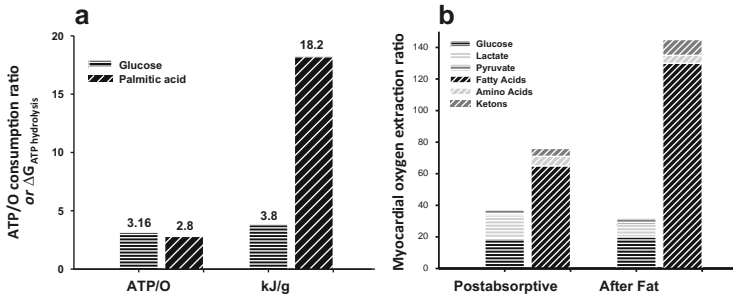 a
ATP/O consumption ratio
or ΔG ATP hydrolysis
20
15
10
5
0
Glucose
Palmitic acid
3.16
2.8
3.8
18.2
ATP/O
kJ/g
b
Myocardial oxygen extraction ratio
140
120
100
80
60
40
20
0
Glucose
Lactate
Pyruvate
Fatty Acids
Amino Acids
Ketons
Postabsorptive
After Fat